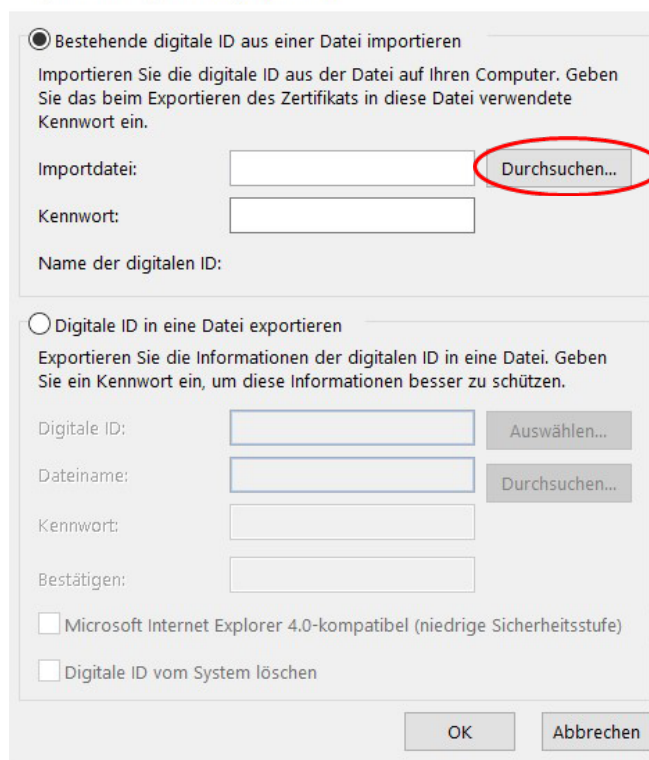 Bestehende digitale ID aus einer Datei importieren
Importieren Sie die digitale ID aus der Datei auf Ihren Computer. Geben
Sie das beim Exportieren des Zertifikats in diese Datei verwendete
Kennwort ein.
Importdatei: Durchsuchen...
Kennwort:
Name der digitalen ID:
Digitale ID in eine Datei exportieren
Exportieren Sie die Informationen der digitalen ID in eine Datei. Geben
Sie ein Kennwort ein, um diese Informationen besser zu schützen.
Digitale ID: Auswählen...
Dateiname: Durchsuchen...
Kennwort:
Bestätigen:
Microsoft Internet Explorer 4.0-kompatibel (niedrige Sicherheitsstufe)
Digitale ID vom System löschen
OK Abbrechen